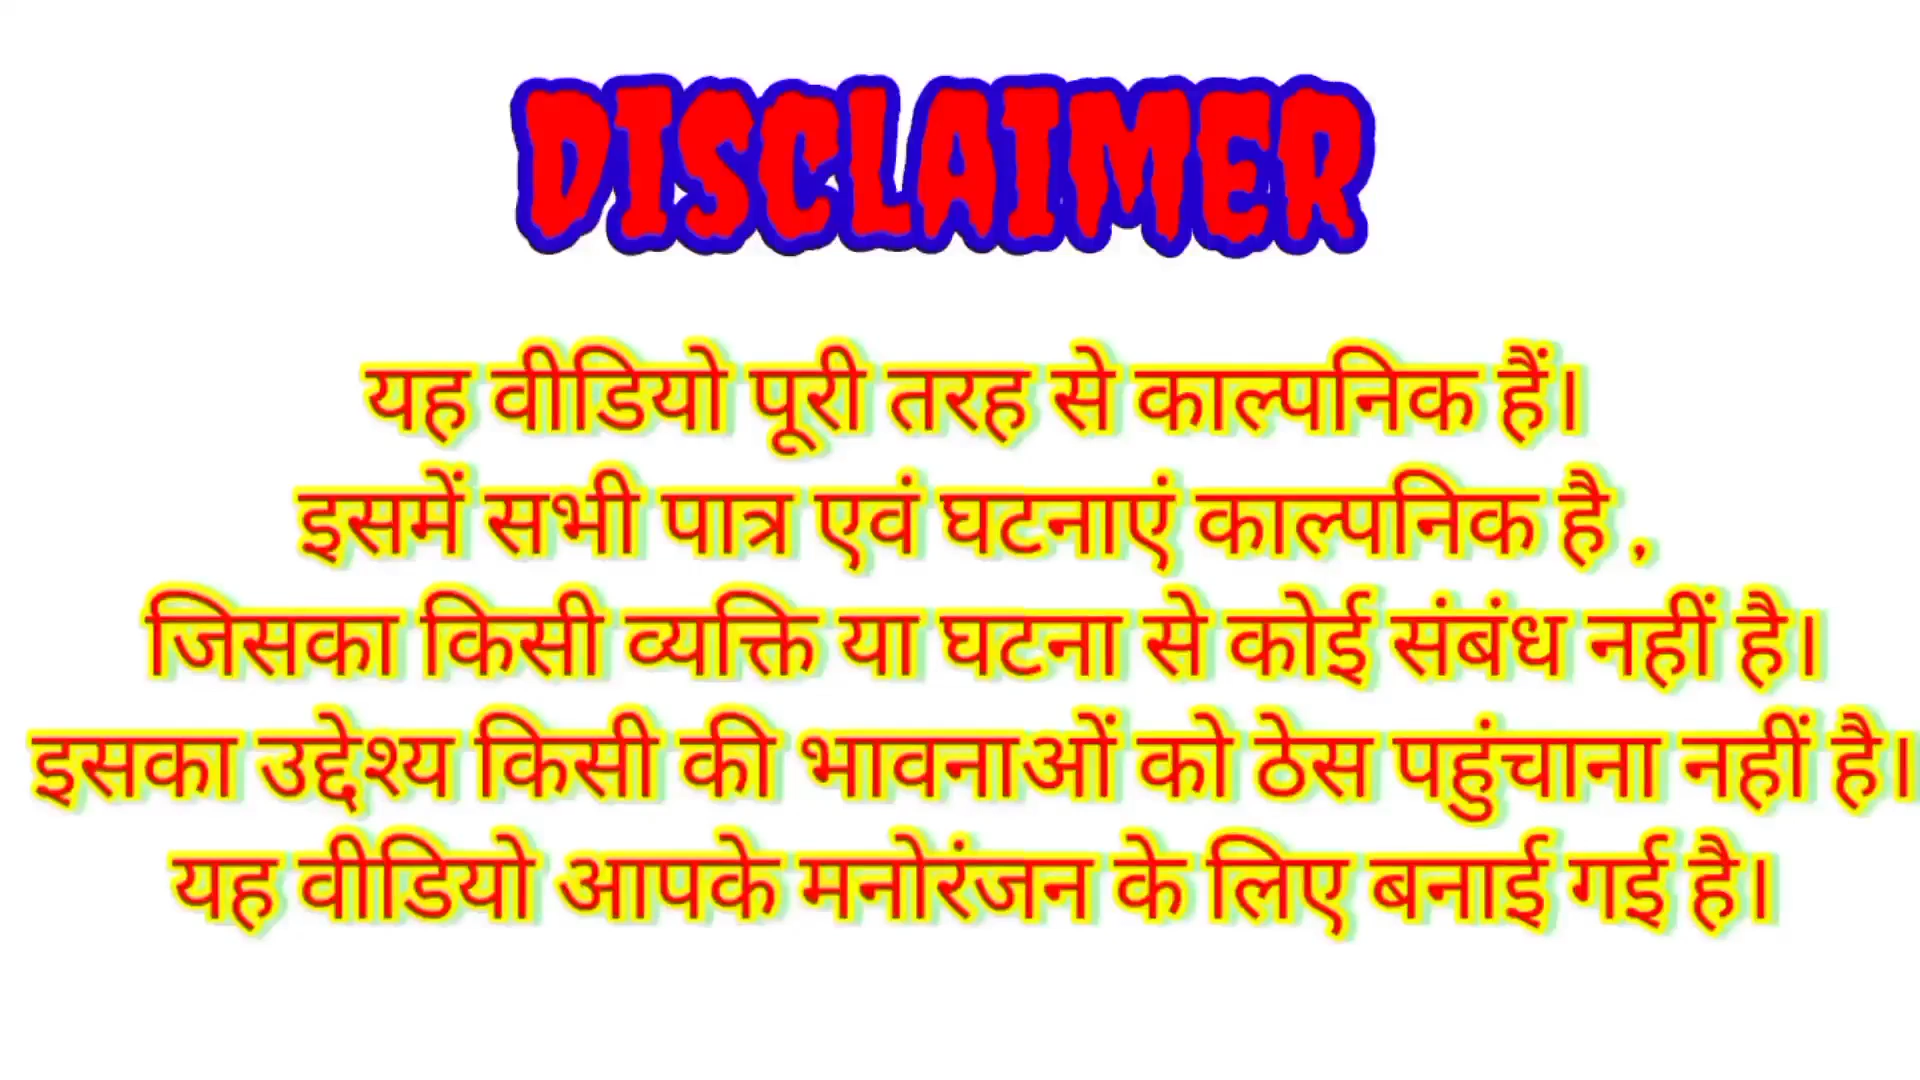 DISCLAIMER
यह वीडियो पूरी तरह से काल्पनिक हैं।
इसमें सभी पात्र एवं घटनाएं काल्पनिक है ,
जिसका किसी व्यक्ति या घटना से कोई संबंध नहीं है।
इसका उद्देश्य किसी की भावनाओं को ठेस पहुंचाना नहीं है।
यह वीडियो आपके मनोरंजन के लिए बनाई गई है।